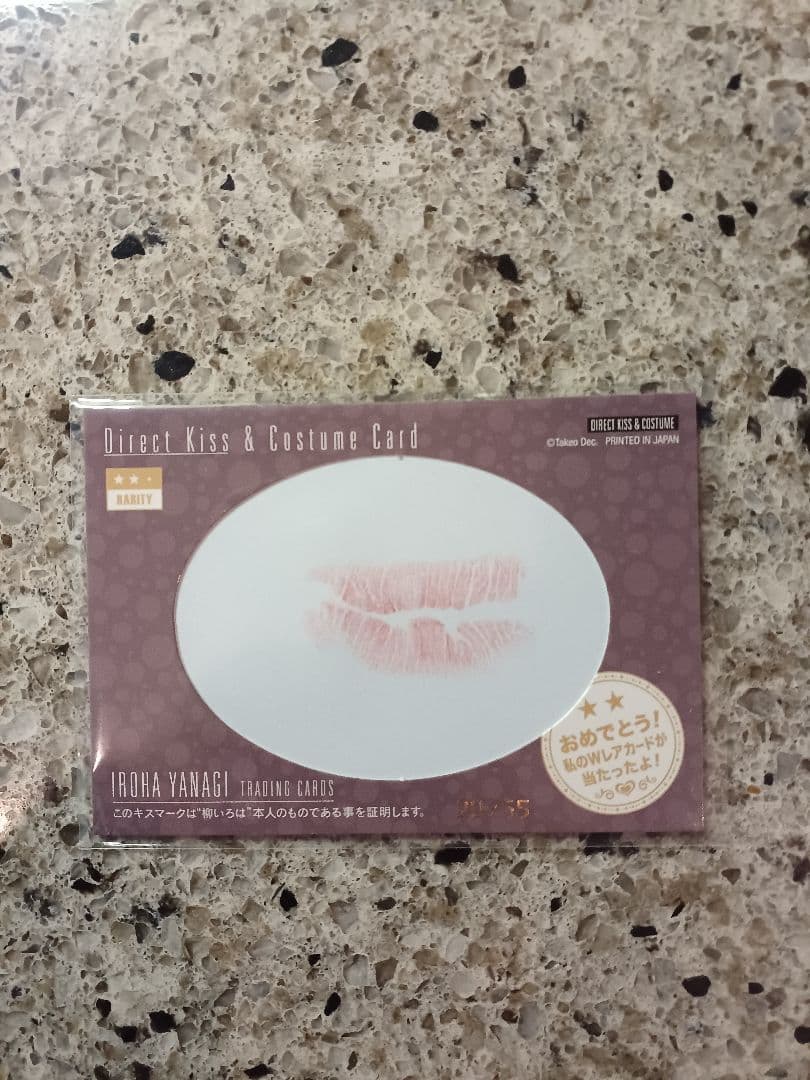 Direct Kiss & Costume Card
DIRECT KISS & COSTUME
©Takeo Dec. PRINTED IN JAPAN
RARITY
おめでとう!
私のWレアカードが
当たったよ!
IROHA YANAGI TRADING CARDS
このキスマークは"柳いろは"本人のものである事を証明します。